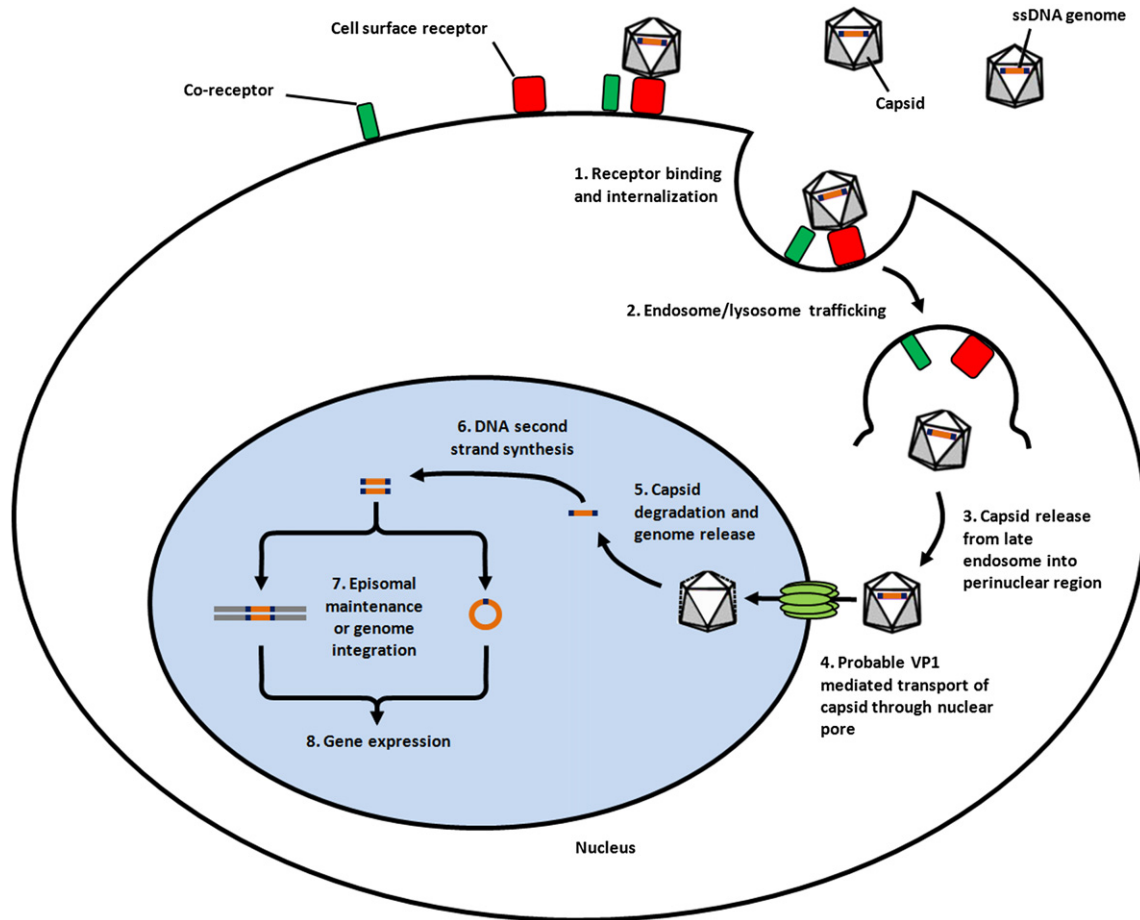 ssDNA genome
Cell surface receptor
Co-receptor
Capsid
1. Receptor binding
and internalization
2. Endosome/lysosome trafficking
3. Capsid release
from late
endosome into
perinuclear region
4. Probable VP1
mediated transport of
capsid through nuclear
pore
5. Capsid
degradation and
genome release
6. DNA second
strand synthesis
7. Episomal
maintenance
or genome
integration
8. Gene expression
Nucleus